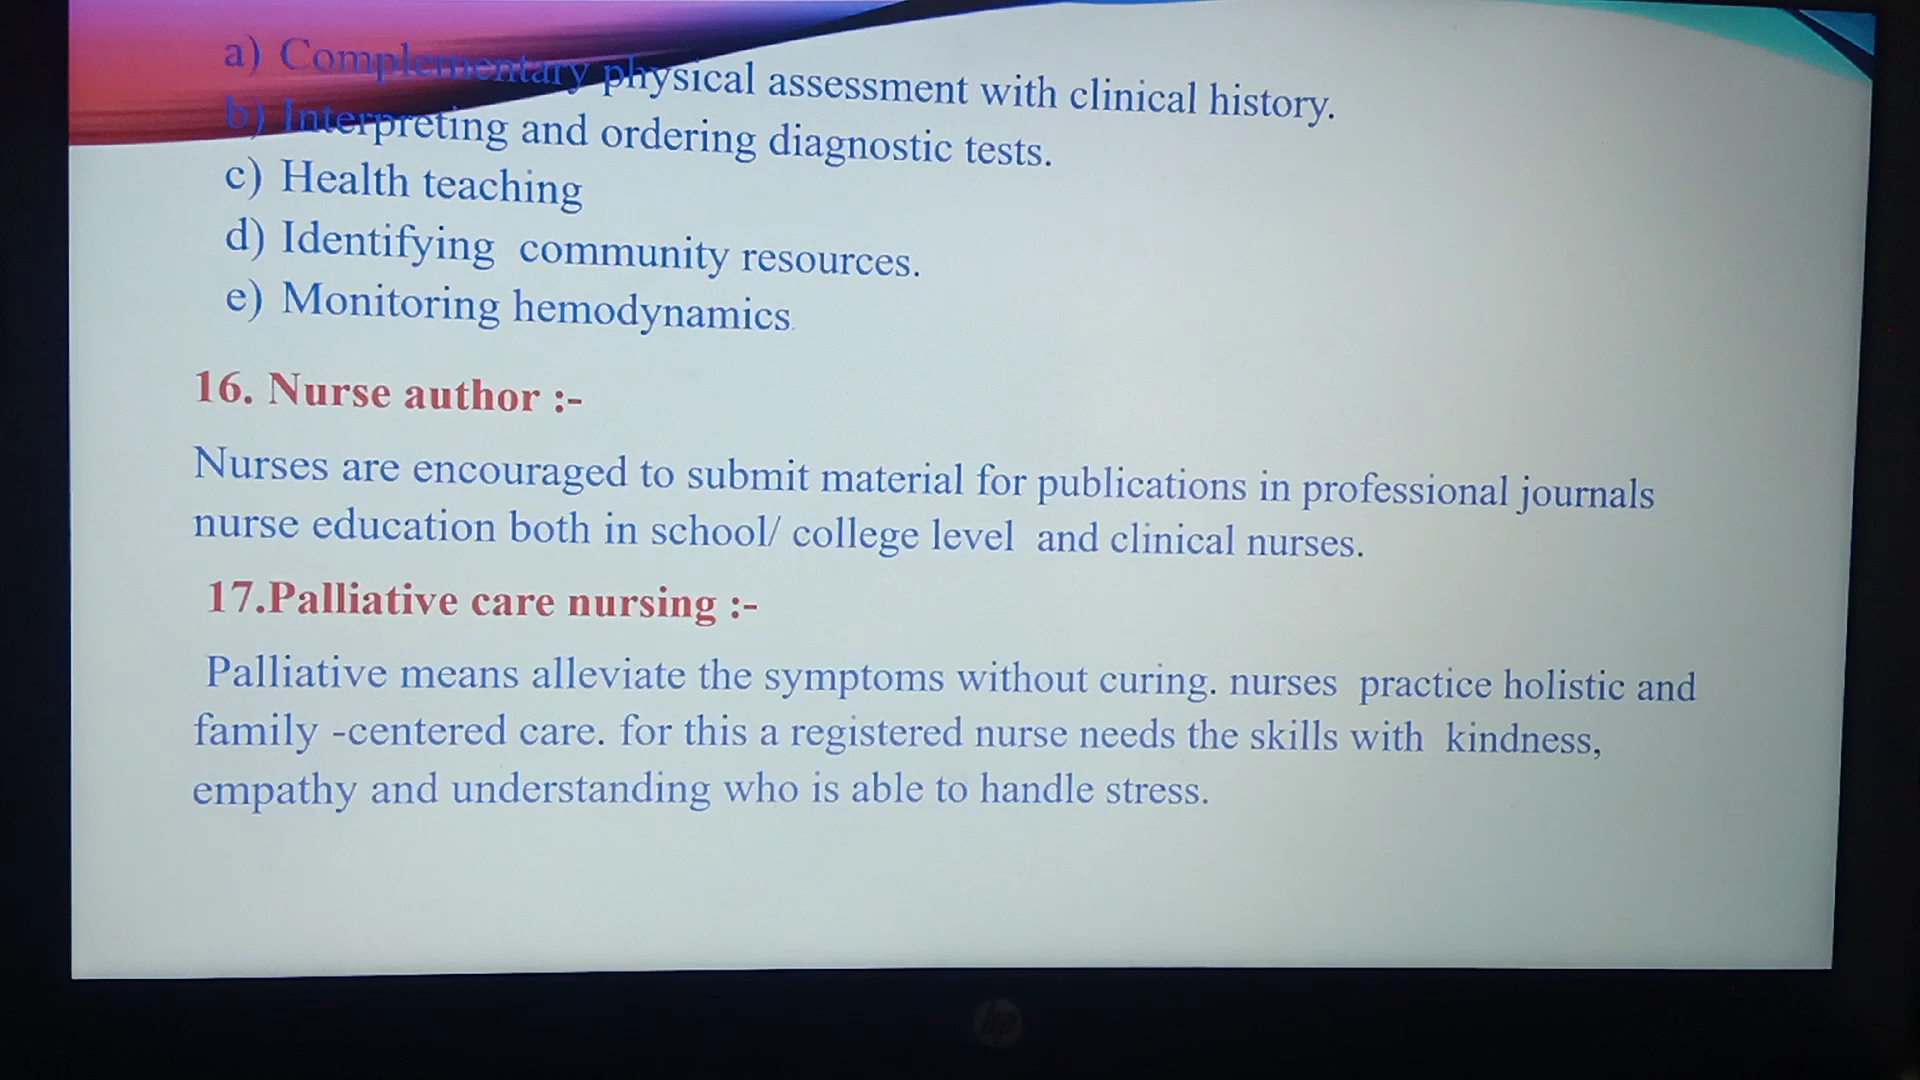 a) Complementary physical assessment with clinical history.
b) Interpreting and ordering diagnostic tests.
c) Health teaching
d) Identifying community resources.
e) Monitoring hemodynamics.
16. Nurse author :-
Nurses are encouraged to submit material for publications in professional journals
nurse education both in school/ college level and clinical nurses.
17.Palliative care nursing :-
Palliative means alleviate the symptoms without curing. nurses practice holistic and
family -centered care. for this a registered nurse needs the skills with kindness,
empathy and understanding who is able to handle stress.
hp